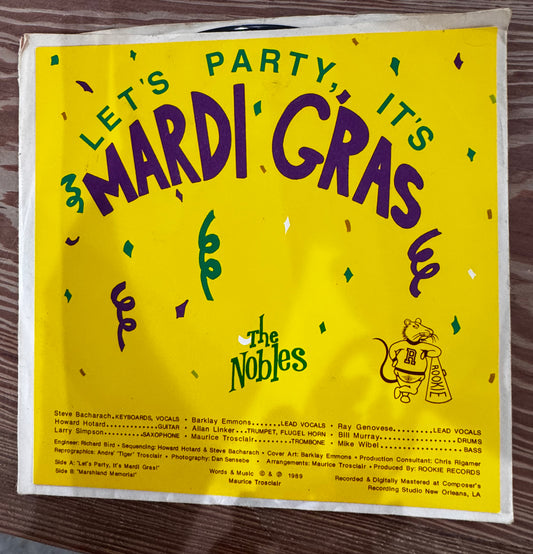 LET'S PARTY, IT'S
MARDI GRAS
The
Nobles
R
ROOKIE
Steve Bacharach..KEYBOARDS, VOCALS • Barklay Emmons.......LEAD VOCALS • Ray Genovese.............LEAD VOCALS
Howard Hotard..............GUITAR • Allan Linker...TRUMPET, FLUGEL HORN • Bill Murray...................DRUMS
Larry Simpson...........SAXOPHONE • Maurice Trosclair..........TROMBONE • Mike Wibel....................BASS
Engineer: Richard Bird • Sequencing: Howard Hotard & Steve Bacharach • Cover Art: Barklay Emmons • Production Consultant: Chris Rigamer
Reprographics: Andre' "Tiger" Trosclair • Photography: Dan Sensebe • Arrangements: Maurice Trosclair • Produced By: ROOKIE RECORDS
Side A: "Let's Party, It's Mardi Gras!"
Side B: "Marshland Memorial"
Words & Music © & ℗ 1989
Maurice Trosclair
Recorded & Digitally Mastered at Composer's
Recording Studio New Orleans, LA